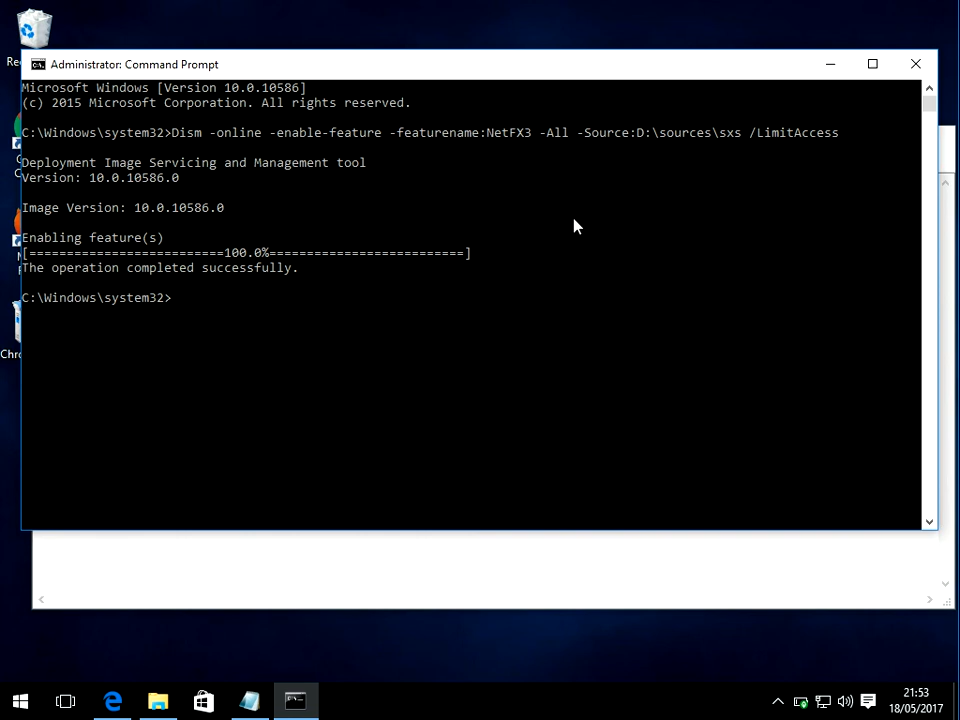 Re
Administrator: Command Prompt
Microsoft Windows [Version 10.0.10586]
(c) 2015 Microsoft Corporation. All rights reserved.
C:\Windows\system32>Dism -online -enable-feature -featurename:NetFX3 -All -Source:D:\sources\sxs /LimitAccess
Deployment Image Servicing and Management tool
Version: 10.0.10586.0
Image Version: 10.0.10586.0
Enabling feature(s)
[==========================100.0%==========================]
The operation completed successfully.
C:\Windows\system32>
Chr
21:53
18/05/2017